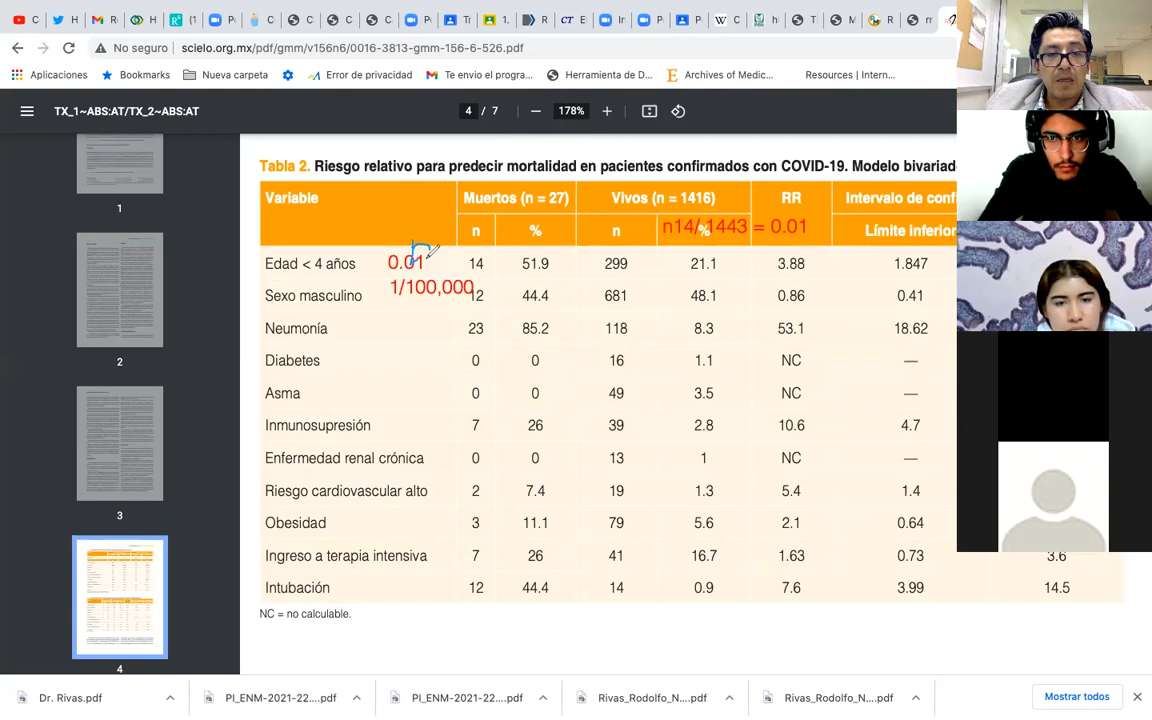 No seguro
scielo.org.mx/pdf/gmm/v156n6/0016-3813-gmm-156-6-526.pdf
Aplicaciones
Bookmarks
Nueva carpeta
Error de privacidad
Te envio el progra...
Herramienta de D...
Archives of Medic...
Resources | Intern...
TX_1~ABS:AT/TX_2~ABS:AT
4 / 7
178%
1
2
3
4
Tabla 2. Riesgo relativo para predecir mortalidad en pacientes confirmados con COVID-19. Modelo
Variable Muertos (n = 27) Vivos (n = 1416) RR Intervalo de
n14/ 1443 = 0.01
n % n % Límite inferior
Edad < 4 años 0.01 14 51.9 299 21.1 3.88 1.847
1/100,000
Sexo masculino 12 44.4 681 48.1 0.86 0.41
Neumonía 23 85.2 118 8.3 53.1 18.62
Diabetes 0 0 16 1.1 NC —
Asma 0 0 49 3.5 NC —
Inmunosupresión 7 26 39 2.8 10.6 4.7
Enfermedad renal crónica 0 0 13 1 NC —
Riesgo cardiovascular alto 2 7.4 19 1.3 5.4 1.4
Obesidad 3 11.1 79 5.6 2.1 0.64
Ingreso a terapia intensiva 7 26 41 16.7 1.63 0.73 3.6
Intubación 12 44.4 14 0.9 7.6 3.99 14.5
NC = no calculable.
Dr. Rivas.pdf
PI_ENM-2021-22....pdf
PI_ENM-2021-22....pdf
Rivas_Rodolfo_N....pdf
Rivas_Rodolfo_N....pdf
Mostrar todos